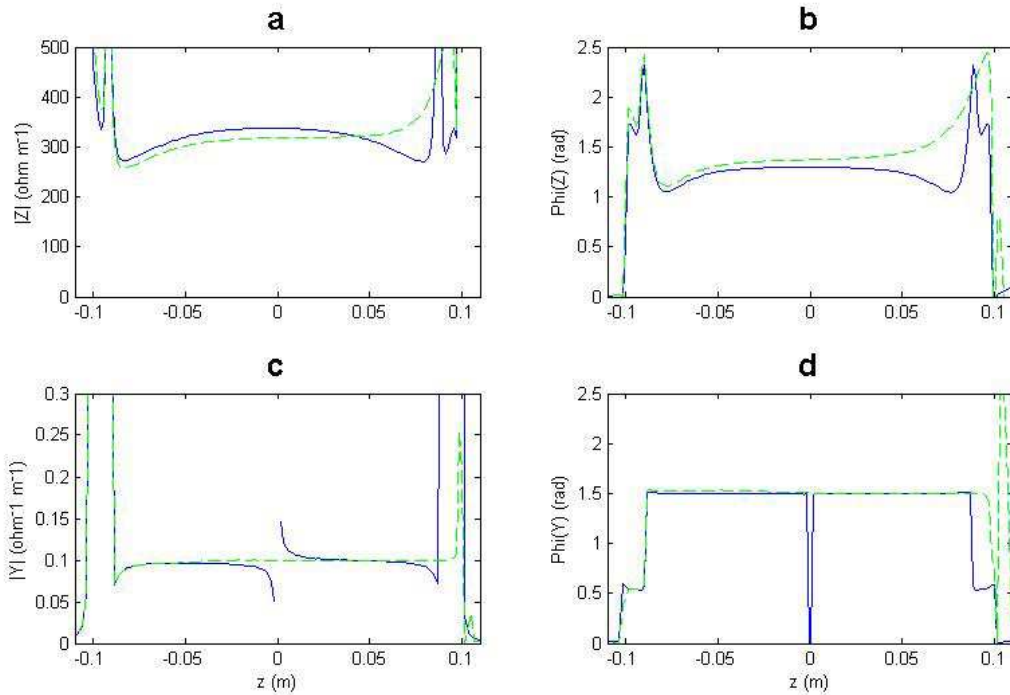 a
b
500
400
300
200
100
0
|Z| (ohm m⁻¹)
-0.1 -0.05 0 0.05 0.1
2.5
2
1.5
1
0.5
0
Phi(Z) (rad)
-0.1 -0.05 0 0.05 0.1
c
d
0.3
0.25
0.2
0.15
0.1
0.05
0
|Y| (ohm⁻¹ m⁻¹)
-0.1 -0.05 0 0.05 0.1
z (m)
2.5
2
1.5
1
0.5
0
Phi(Y) (rad)
-0.1 -0.05 0 0.05 0.1
z (m)